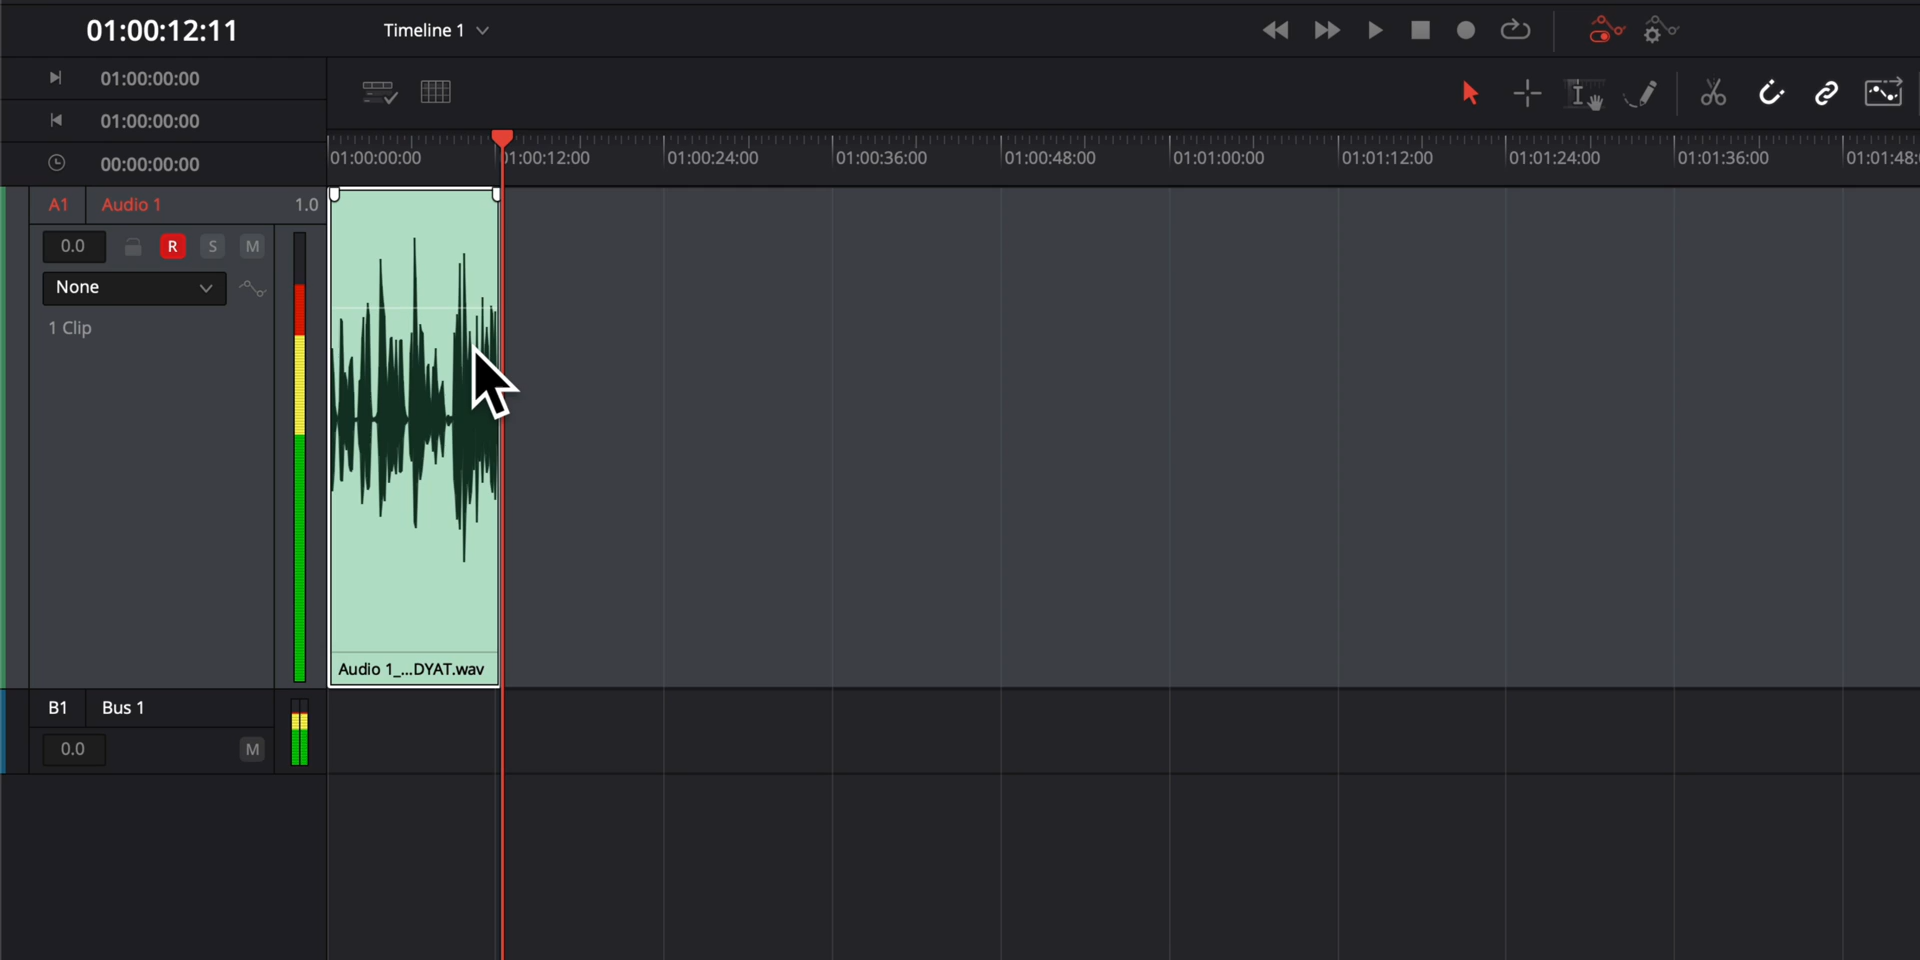 01:00:12:11
Timeline 1
01:00:00:00
01:00:00:00
00:00:00:00
01:00:00:00 01:00:12:00 01:00:24:00 01:00:36:00 01:00:48:00 01:01:00:00 01:01:12:00 01:01:24:00 01:01:36:00 01:01:48:
A1 Audio 1 1.0
0.0 R S M
None
1 Clip
Audio 1_...DYAT.wav
B1 Bus 1
0.0 M